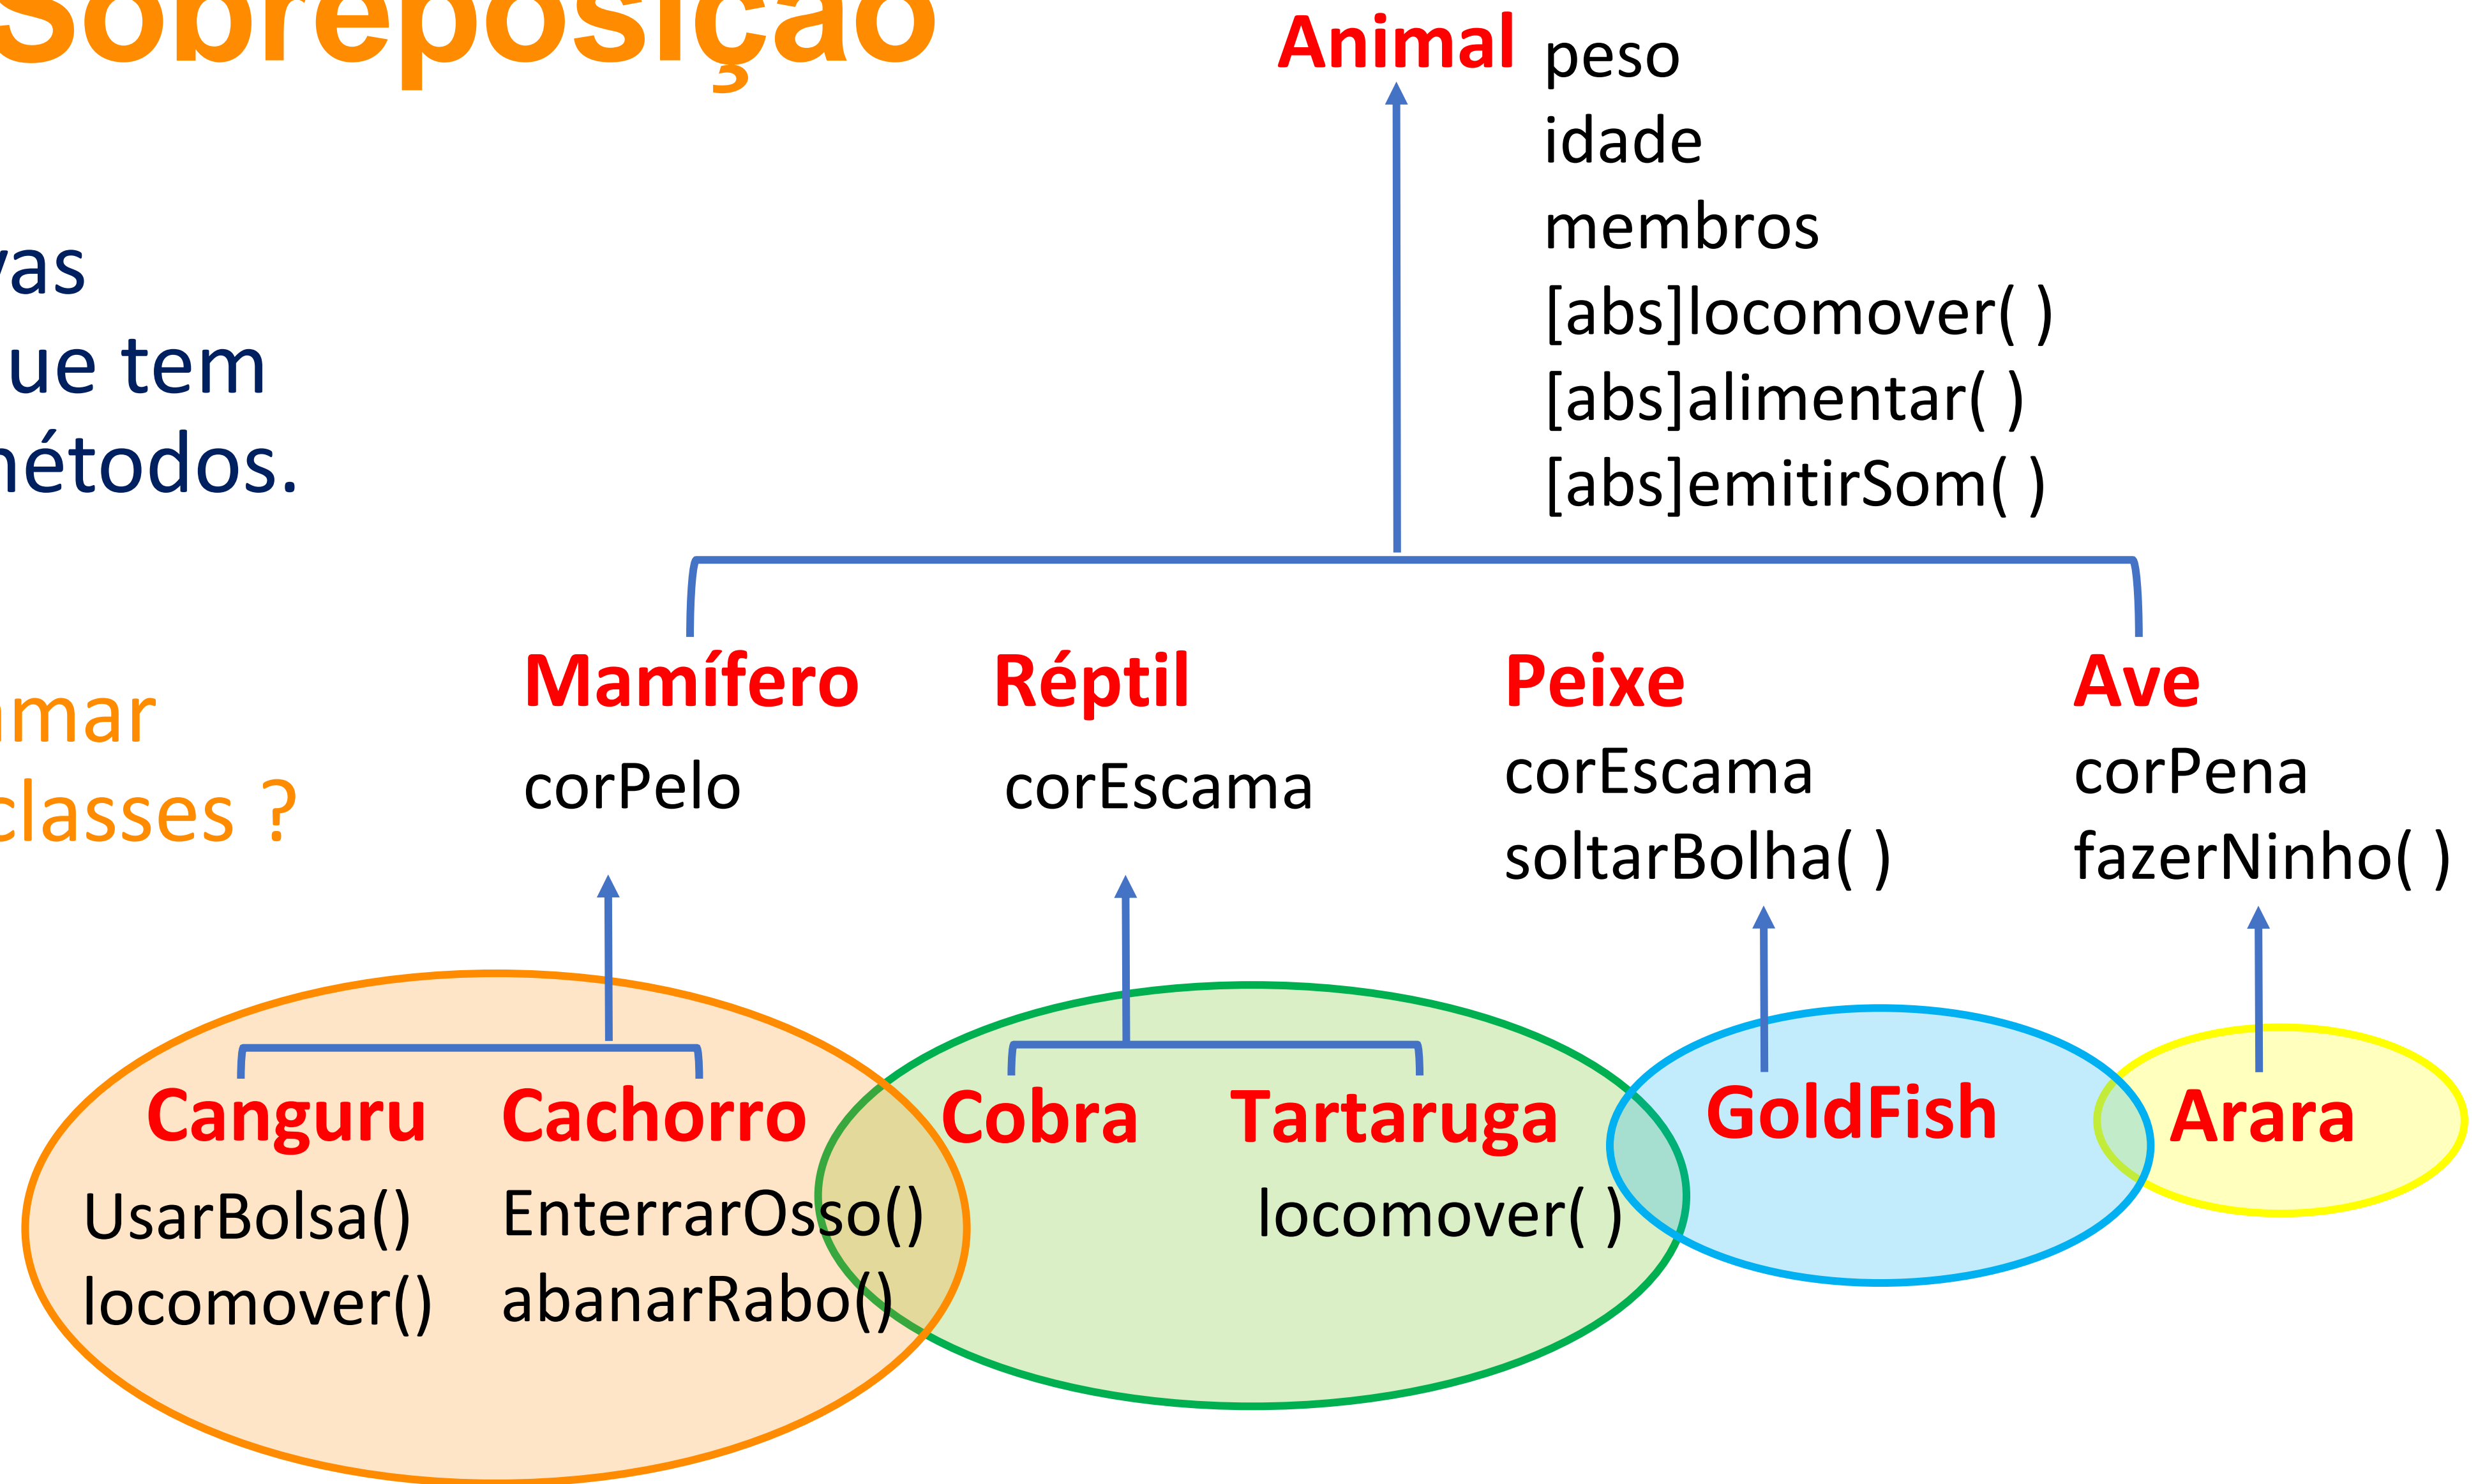 Sobreposição
vas
ue tem
métodos.
mar
classes ?
Animal
peso
idade
membros
[abs]locomover( )
[abs]alimentar( )
[abs]emitirSom( )
Mamífero
corPelo
Réptil
corEscama
Peixe
corEscama
soltarBolha( )
Ave
corPena
fazerNinho( )
Canguru
UsarBolsa()
locomover()
Cachorro
EnterrarOsso()
abanarRabo()
Cobra
Tartaruga
locomover( )
GoldFish
Arara